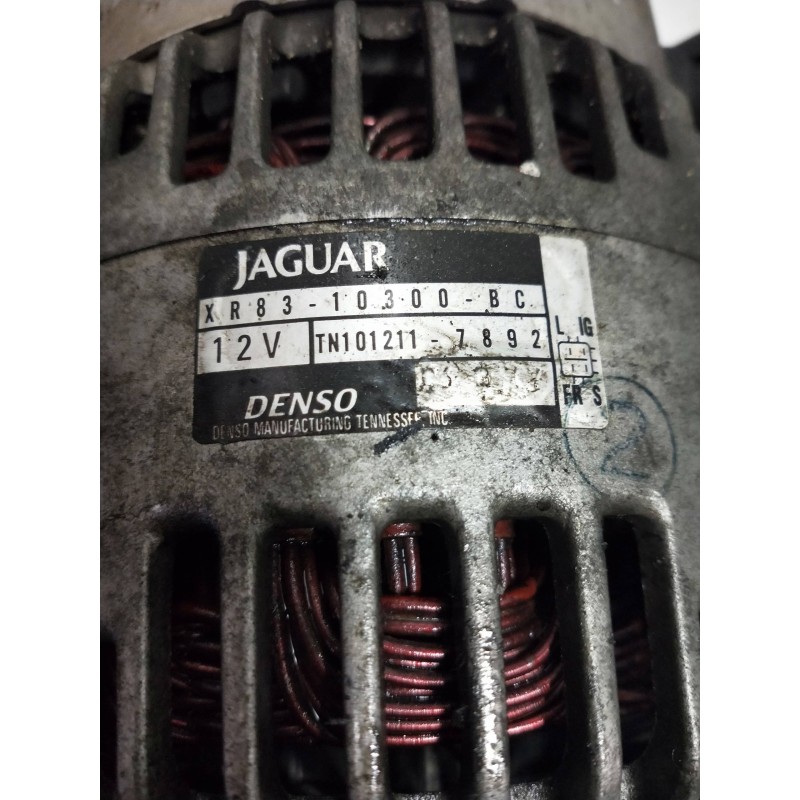 JAGUAR
XR83-10300-BC
12V TN101211-7892
L IG
FR S
DENSO
DENSO MANUFACTURING TENNESSEE, INC
2